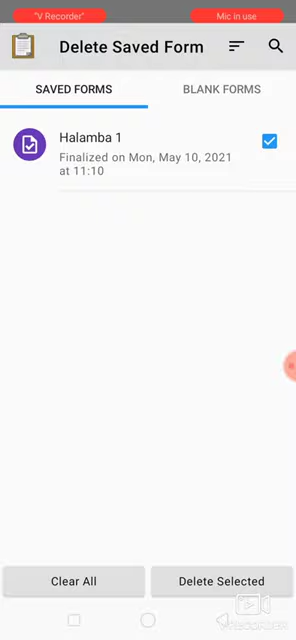 "V Recorder"
Mic in use
Delete Saved Form
SAVED FORMS
BLANK FORMS
Halamba 1
Finalized on Mon, May 10, 2021
at 11:10
Clear All
Delete Selected
VRECORDER